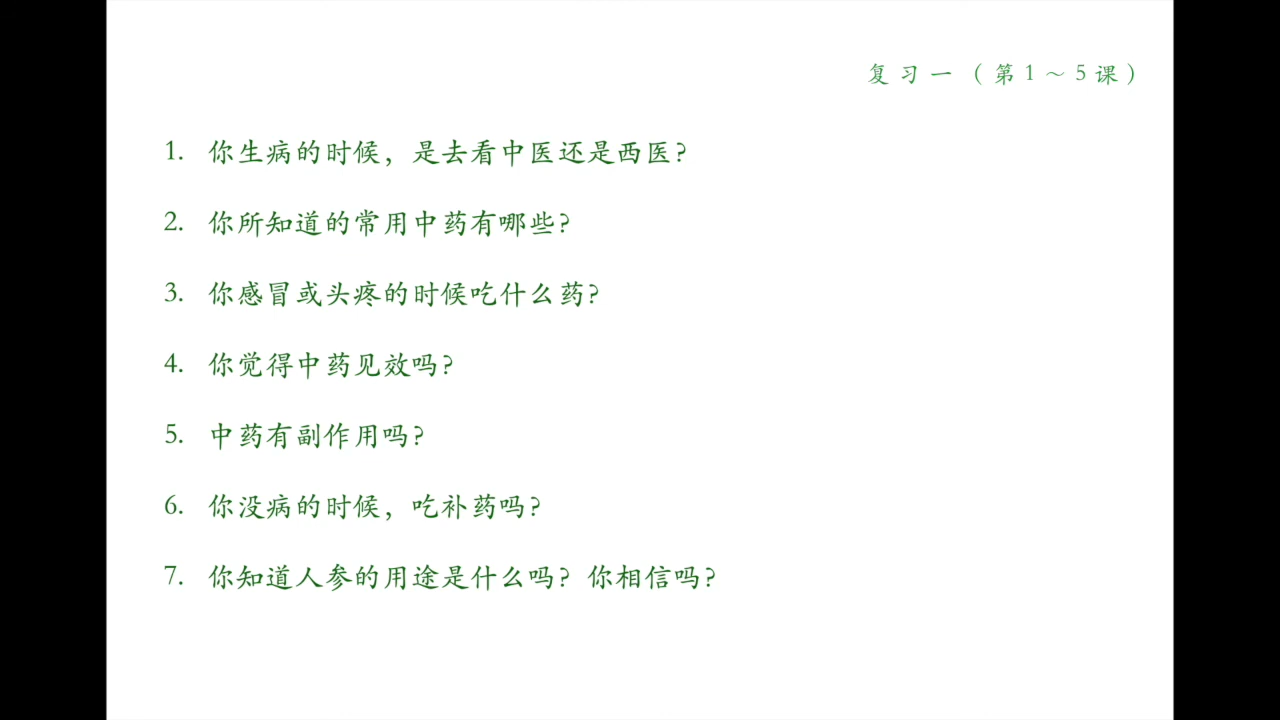 复习一（第1～5课）
1. 你生病的时候，是去看中医还是西医？
2. 你所知道的常用中药有哪些？
3. 你感冒或头疼的时候吃什么药？
4. 你觉得中药见效吗？
5. 中药有副作用吗？
6. 你没病的时候，吃补药吗？
7. 你知道人参的用途是什么吗？你相信吗？